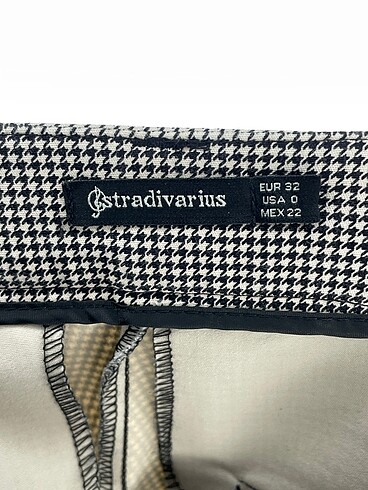 stradivarius
EUR 32
USA 0
MEX 22